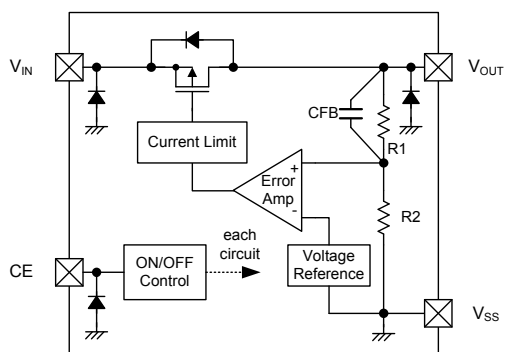 VIN
VOUT
CFB
R1
Current Limit
Error
Amp
+
-
R2
each
circuit
CE
ON/OFF
Control
Voltage
Reference
VSS